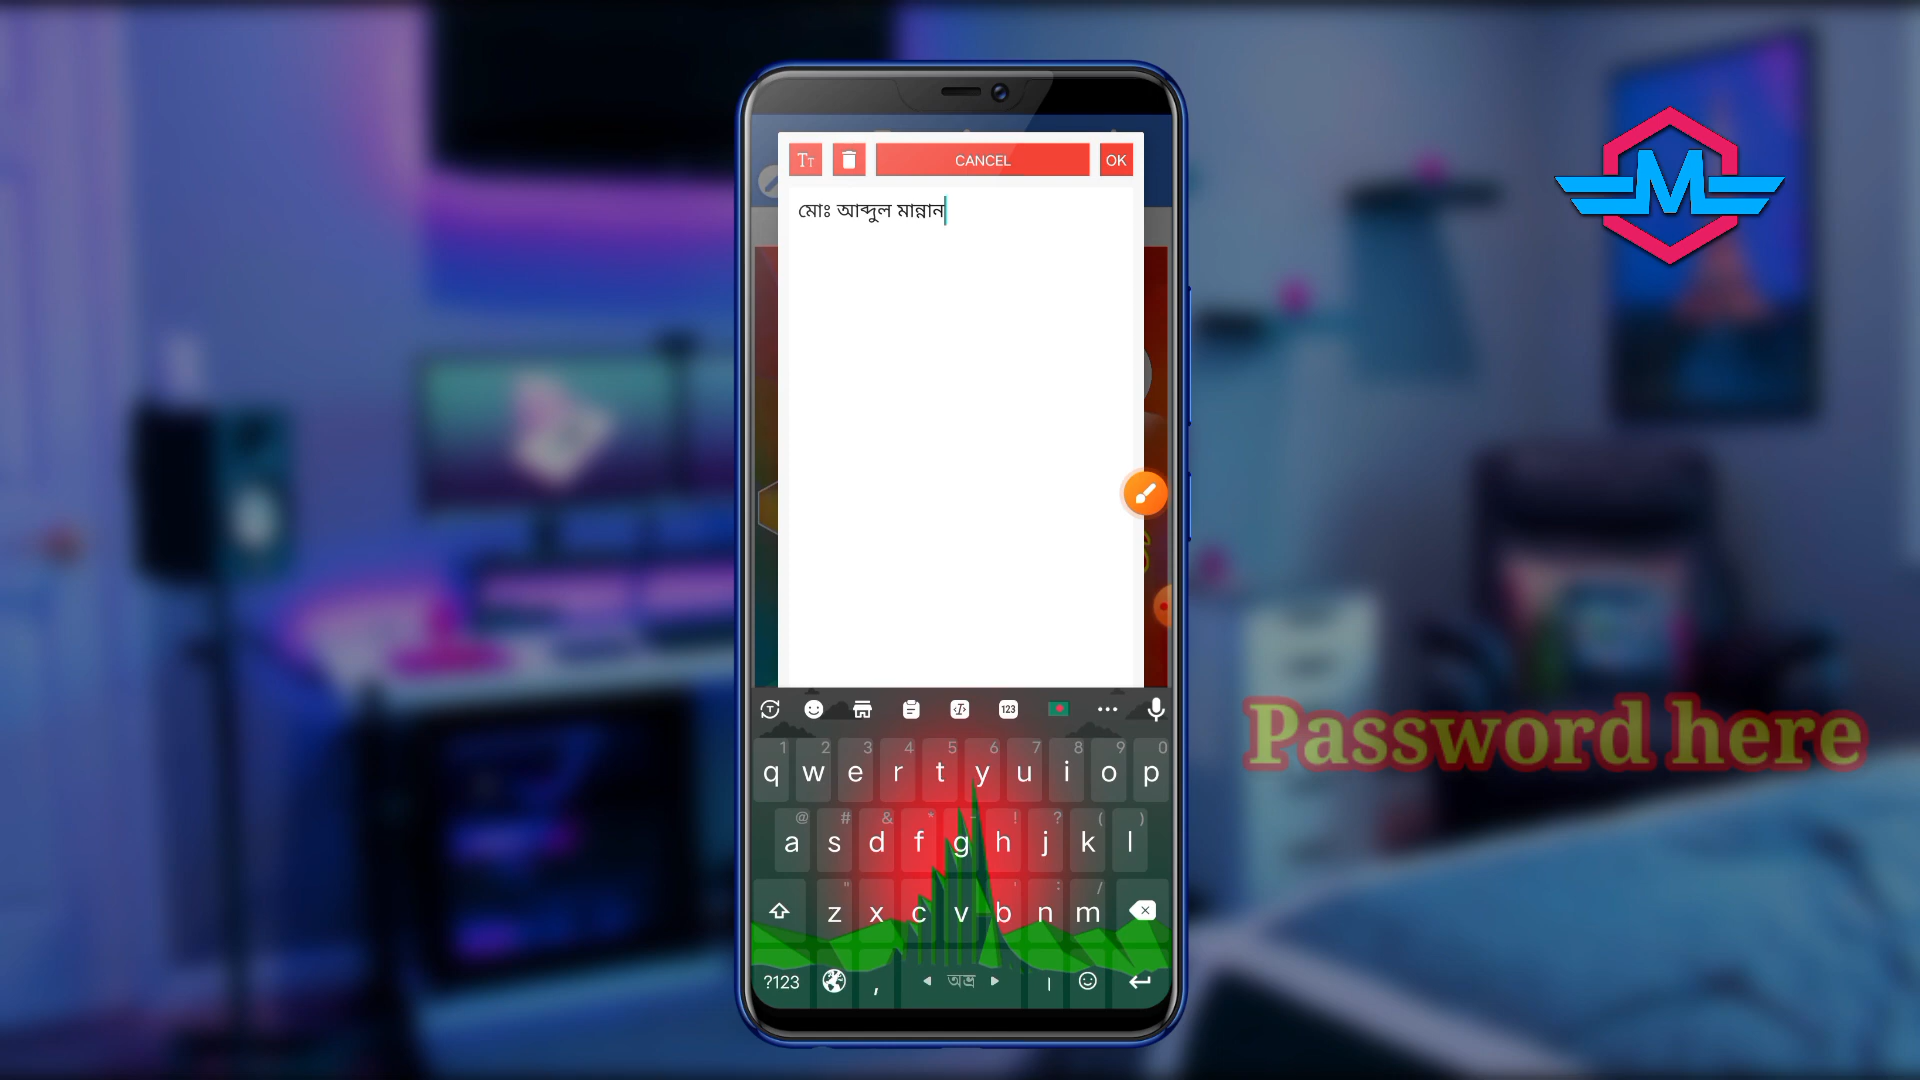 CANCEL
OK
মোঃ আব্দুল মান্নান
M
Password here
1 2 3 4 5 6 7 8 9 0
q w e r t y u i o p
@ # & * - ! ? ( )
a s d f g h j k l
" ' : /
z x c v b n m
?123 , ◄ অভ্র ► ।